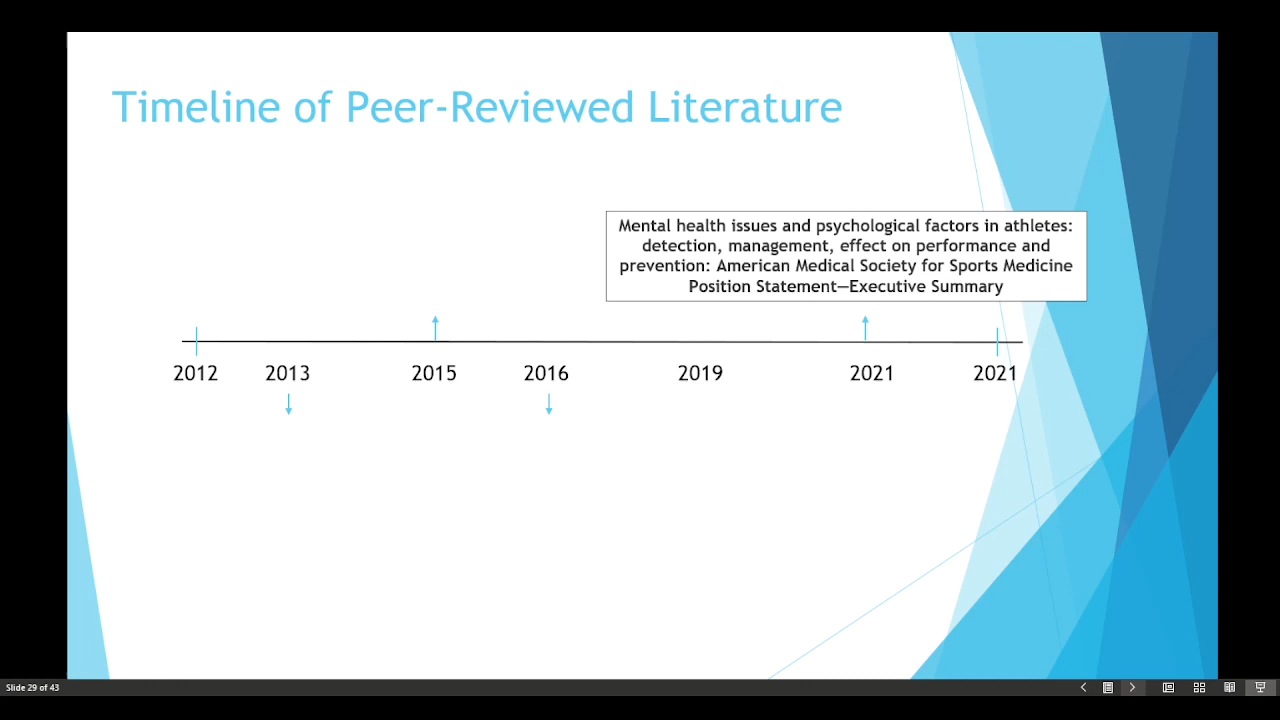 Timeline of Peer-Reviewed Literature
Mental health issues and psychological factors in athletes:
detection, management, effect on performance and
prevention: American Medical Society for Sports Medicine
Position Statement—Executive Summary
2012 2013 2015 2016 2019 2021 2021
Slide 29 of 43